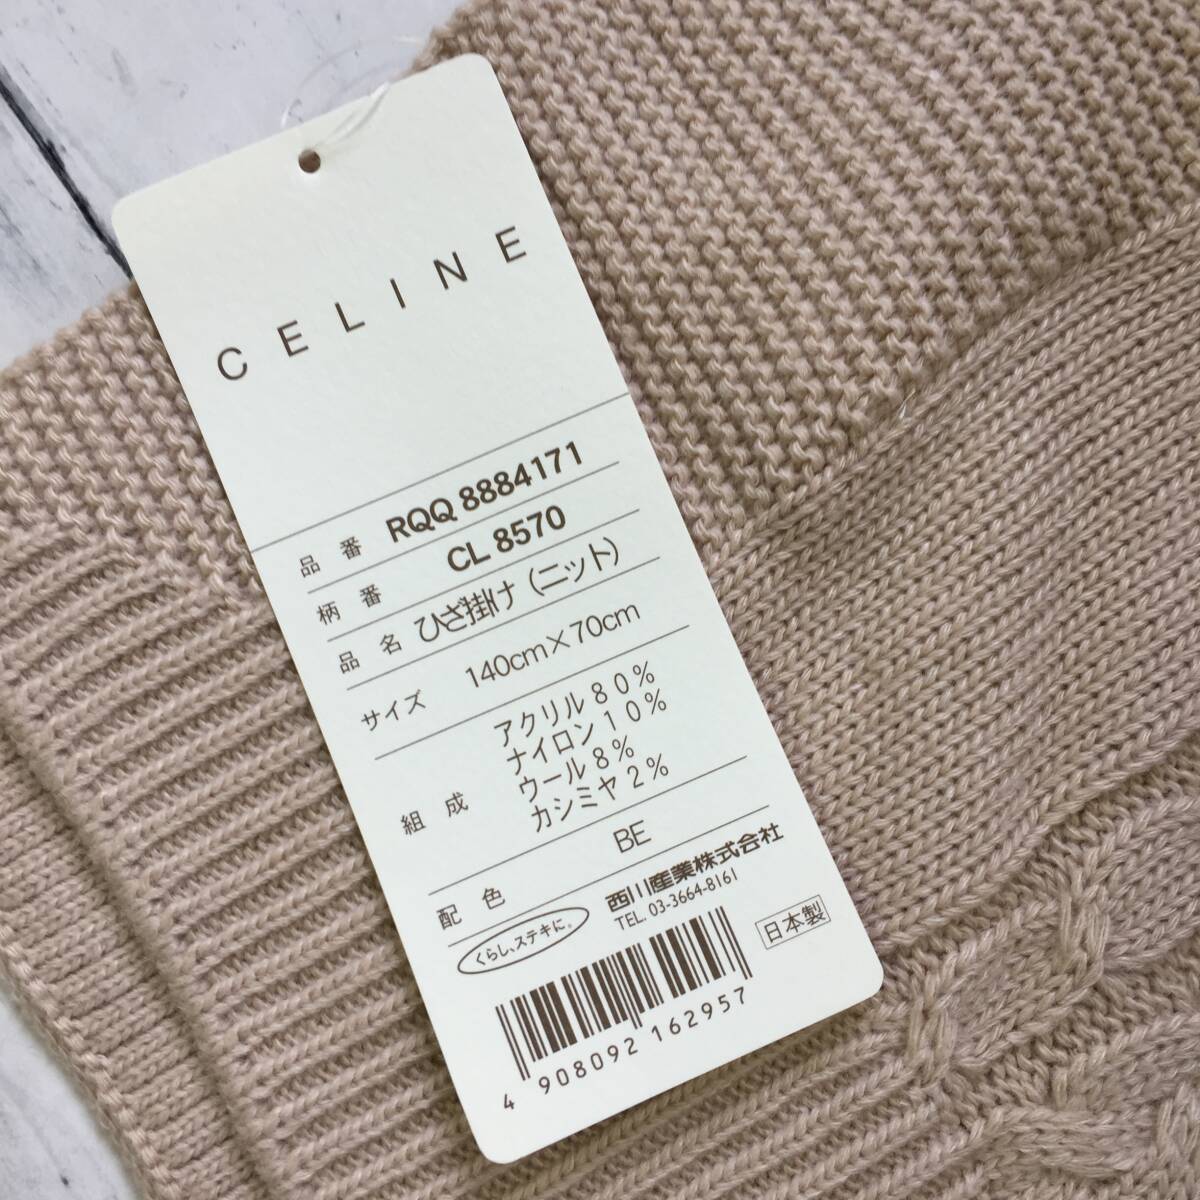 CELINE
品番 RQQ 8884171
柄番 CL 8570
品名 ひざ掛け（ニット）
サイズ 140cm×70cm
組成 アクリル80%
ナイロン10%
ウール8%
カシミヤ2%
配色 BE
くらし、ステキに。
西川産業株式会社
TEL. 03-3664-8161
日本製
4 908092 162957